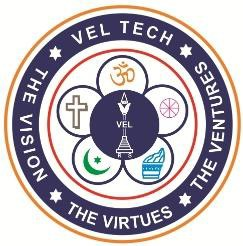 VEL TECH
THE VISION
THE VENTURES
THE VIRTUES
ॐ
VEL